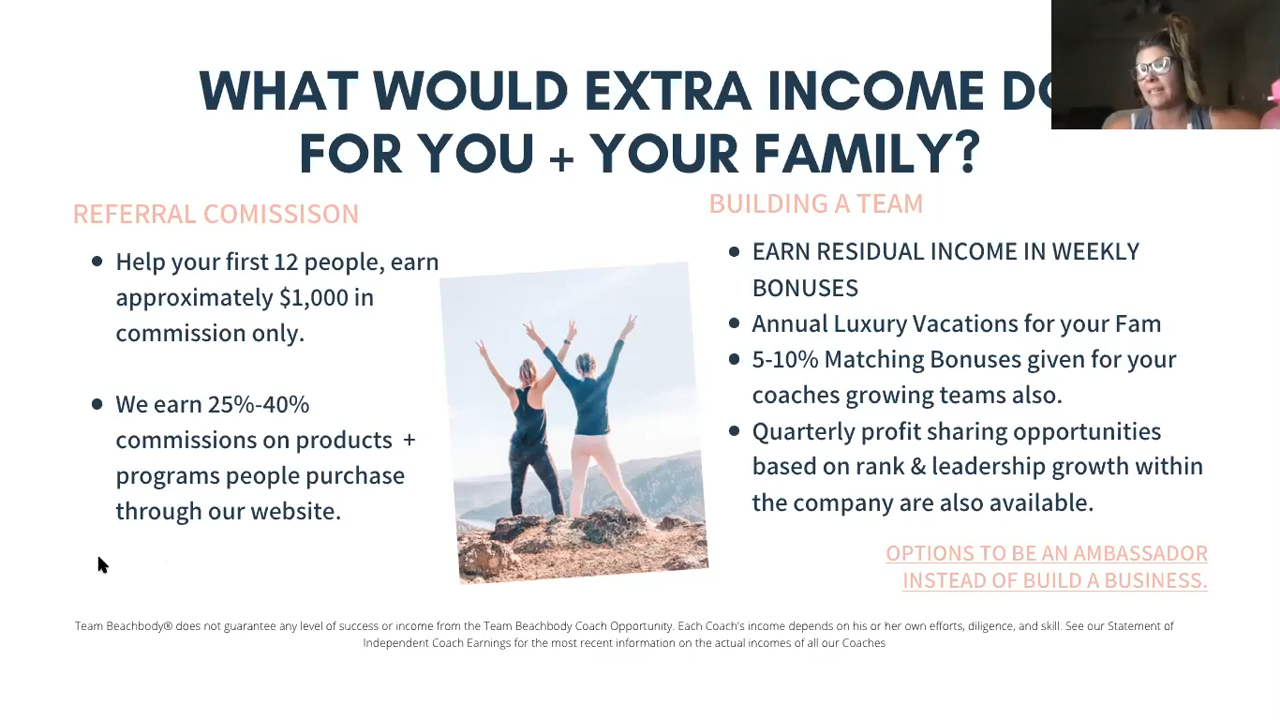 WHAT WOULD EXTRA INCOME DO
FOR YOU + YOUR FAMILY?
REFERRAL COMISSISON
Help your first 12 people, earn
approximately $1,000 in
commission only.
We earn 25%-40%
commissions on products +
programs people purchase
through our website.
BUILDING A TEAM
EARN RESIDUAL INCOME IN WEEKLY
BONUSES
Annual Luxury Vacations for your Fam
5-10% Matching Bonuses given for your
coaches growing teams also.
Quarterly profit sharing opportunities
based on rank & leadership growth within
the company are also available.
OPTIONS TO BE AN AMBASSADOR
INSTEAD OF BUILD A BUSINESS.
Team Beachbody® does not guarantee any level of success or income from the Team Beachbody Coach Opportunity. Each Coach's income depends on his or her own efforts, diligence, and skill. See our Statement of
Independent Coach Earnings for the most recent information on the actual incomes of all our Coaches